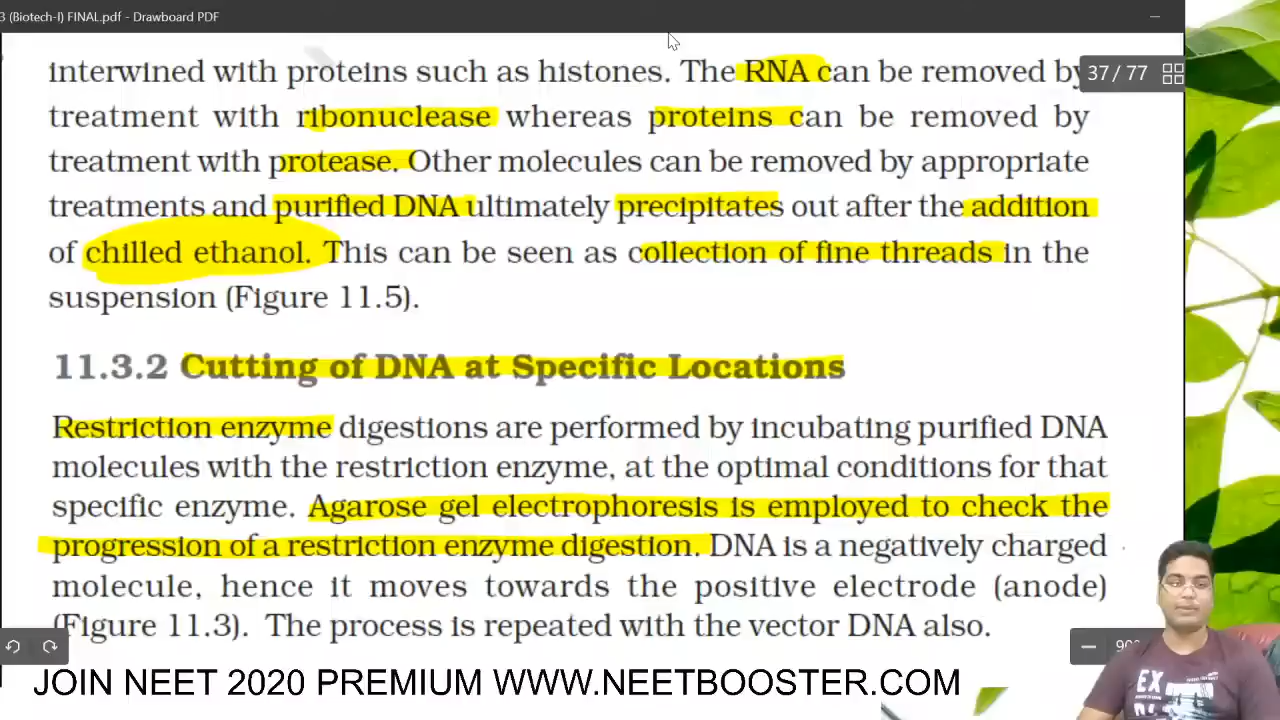 3 (Biotech-I) FINAL.pdf - Drawboard PDF
interwined with proteins such as histones. The RNA can be removed by
37 / 77
treatment with ribonuclease whereas proteins can be removed by
treatment with protease. Other molecules can be removed by appropriate
treatments and purified DNA ultimately precipitates out after the addition
of chilled ethanol. This can be seen as collection of fine threads in the
suspension (Figure 11.5).
11.3.2 Cutting of DNA at Specific Locations
Restriction enzyme digestions are performed by incubating purified DNA
molecules with the restriction enzyme, at the optimal conditions for that
specific enzyme. Agarose gel electrophoresis is employed to check the
progression of a restriction enzyme digestion. DNA is a negatively charged
molecule, hence it moves towards the positive electrode (anode)
(Figure 11.3). The process is repeated with the vector DNA also.
JOIN NEET 2020 PREMIUM WWW.NEETBOOSTER.COM
EX